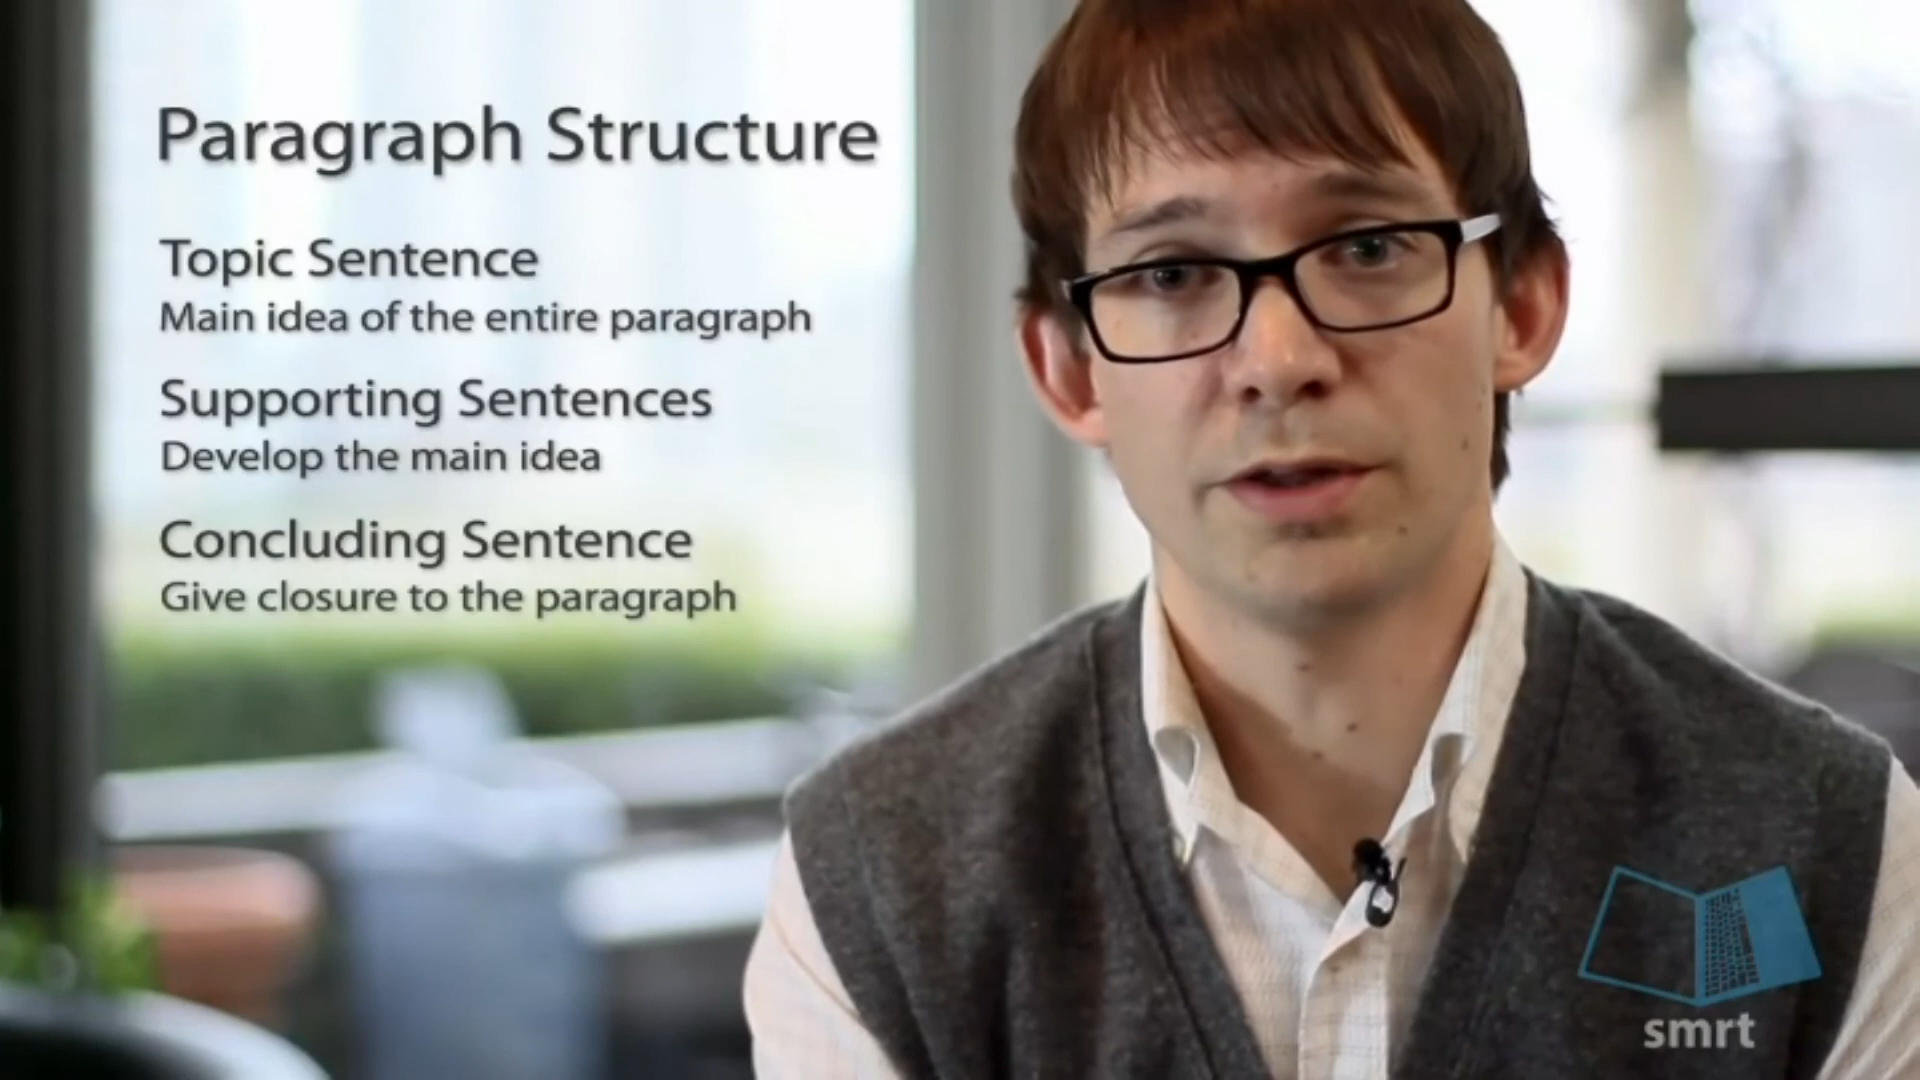 Paragraph Structure
Topic Sentence
Main idea of the entire paragraph
Supporting Sentences
Develop the main idea
Concluding Sentence
Give closure to the paragraph
smrt